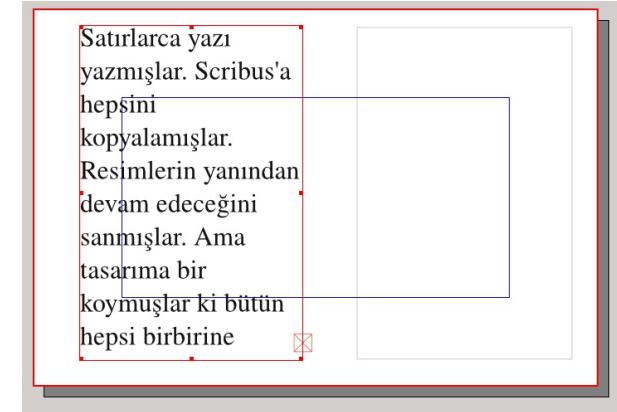 Satırlarca yazı
yazmışlar. Scribus'a
hepsini
kopyalamışlar.
Resimlerin yanından
devam edeceğini
sanmışlar. Ama
tasarıma bir
koymuşlar ki bütün
hepsi birbirine